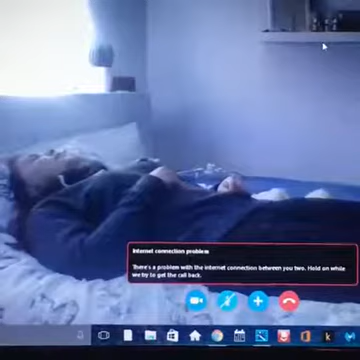 Internet connection problem
There's a problem with the internet connection between you two. Hold on while
we try to get the call back.